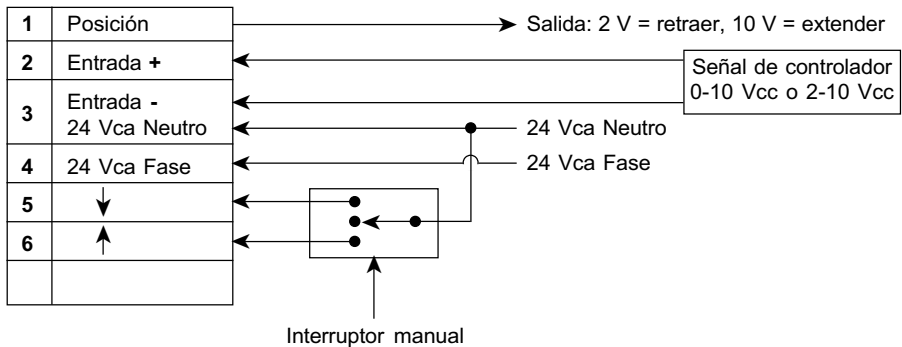 1 Posición
Salida: 2 V = retraer, 10 V = extender
2 Entrada +
Señal de controlador
0-10 Vcc o 2-10 Vcc
3 Entrada -
24 Vca Neutro
24 Vca Neutro
4 24 Vca Fase
24 Vca Fase
5
6
Interruptor manual